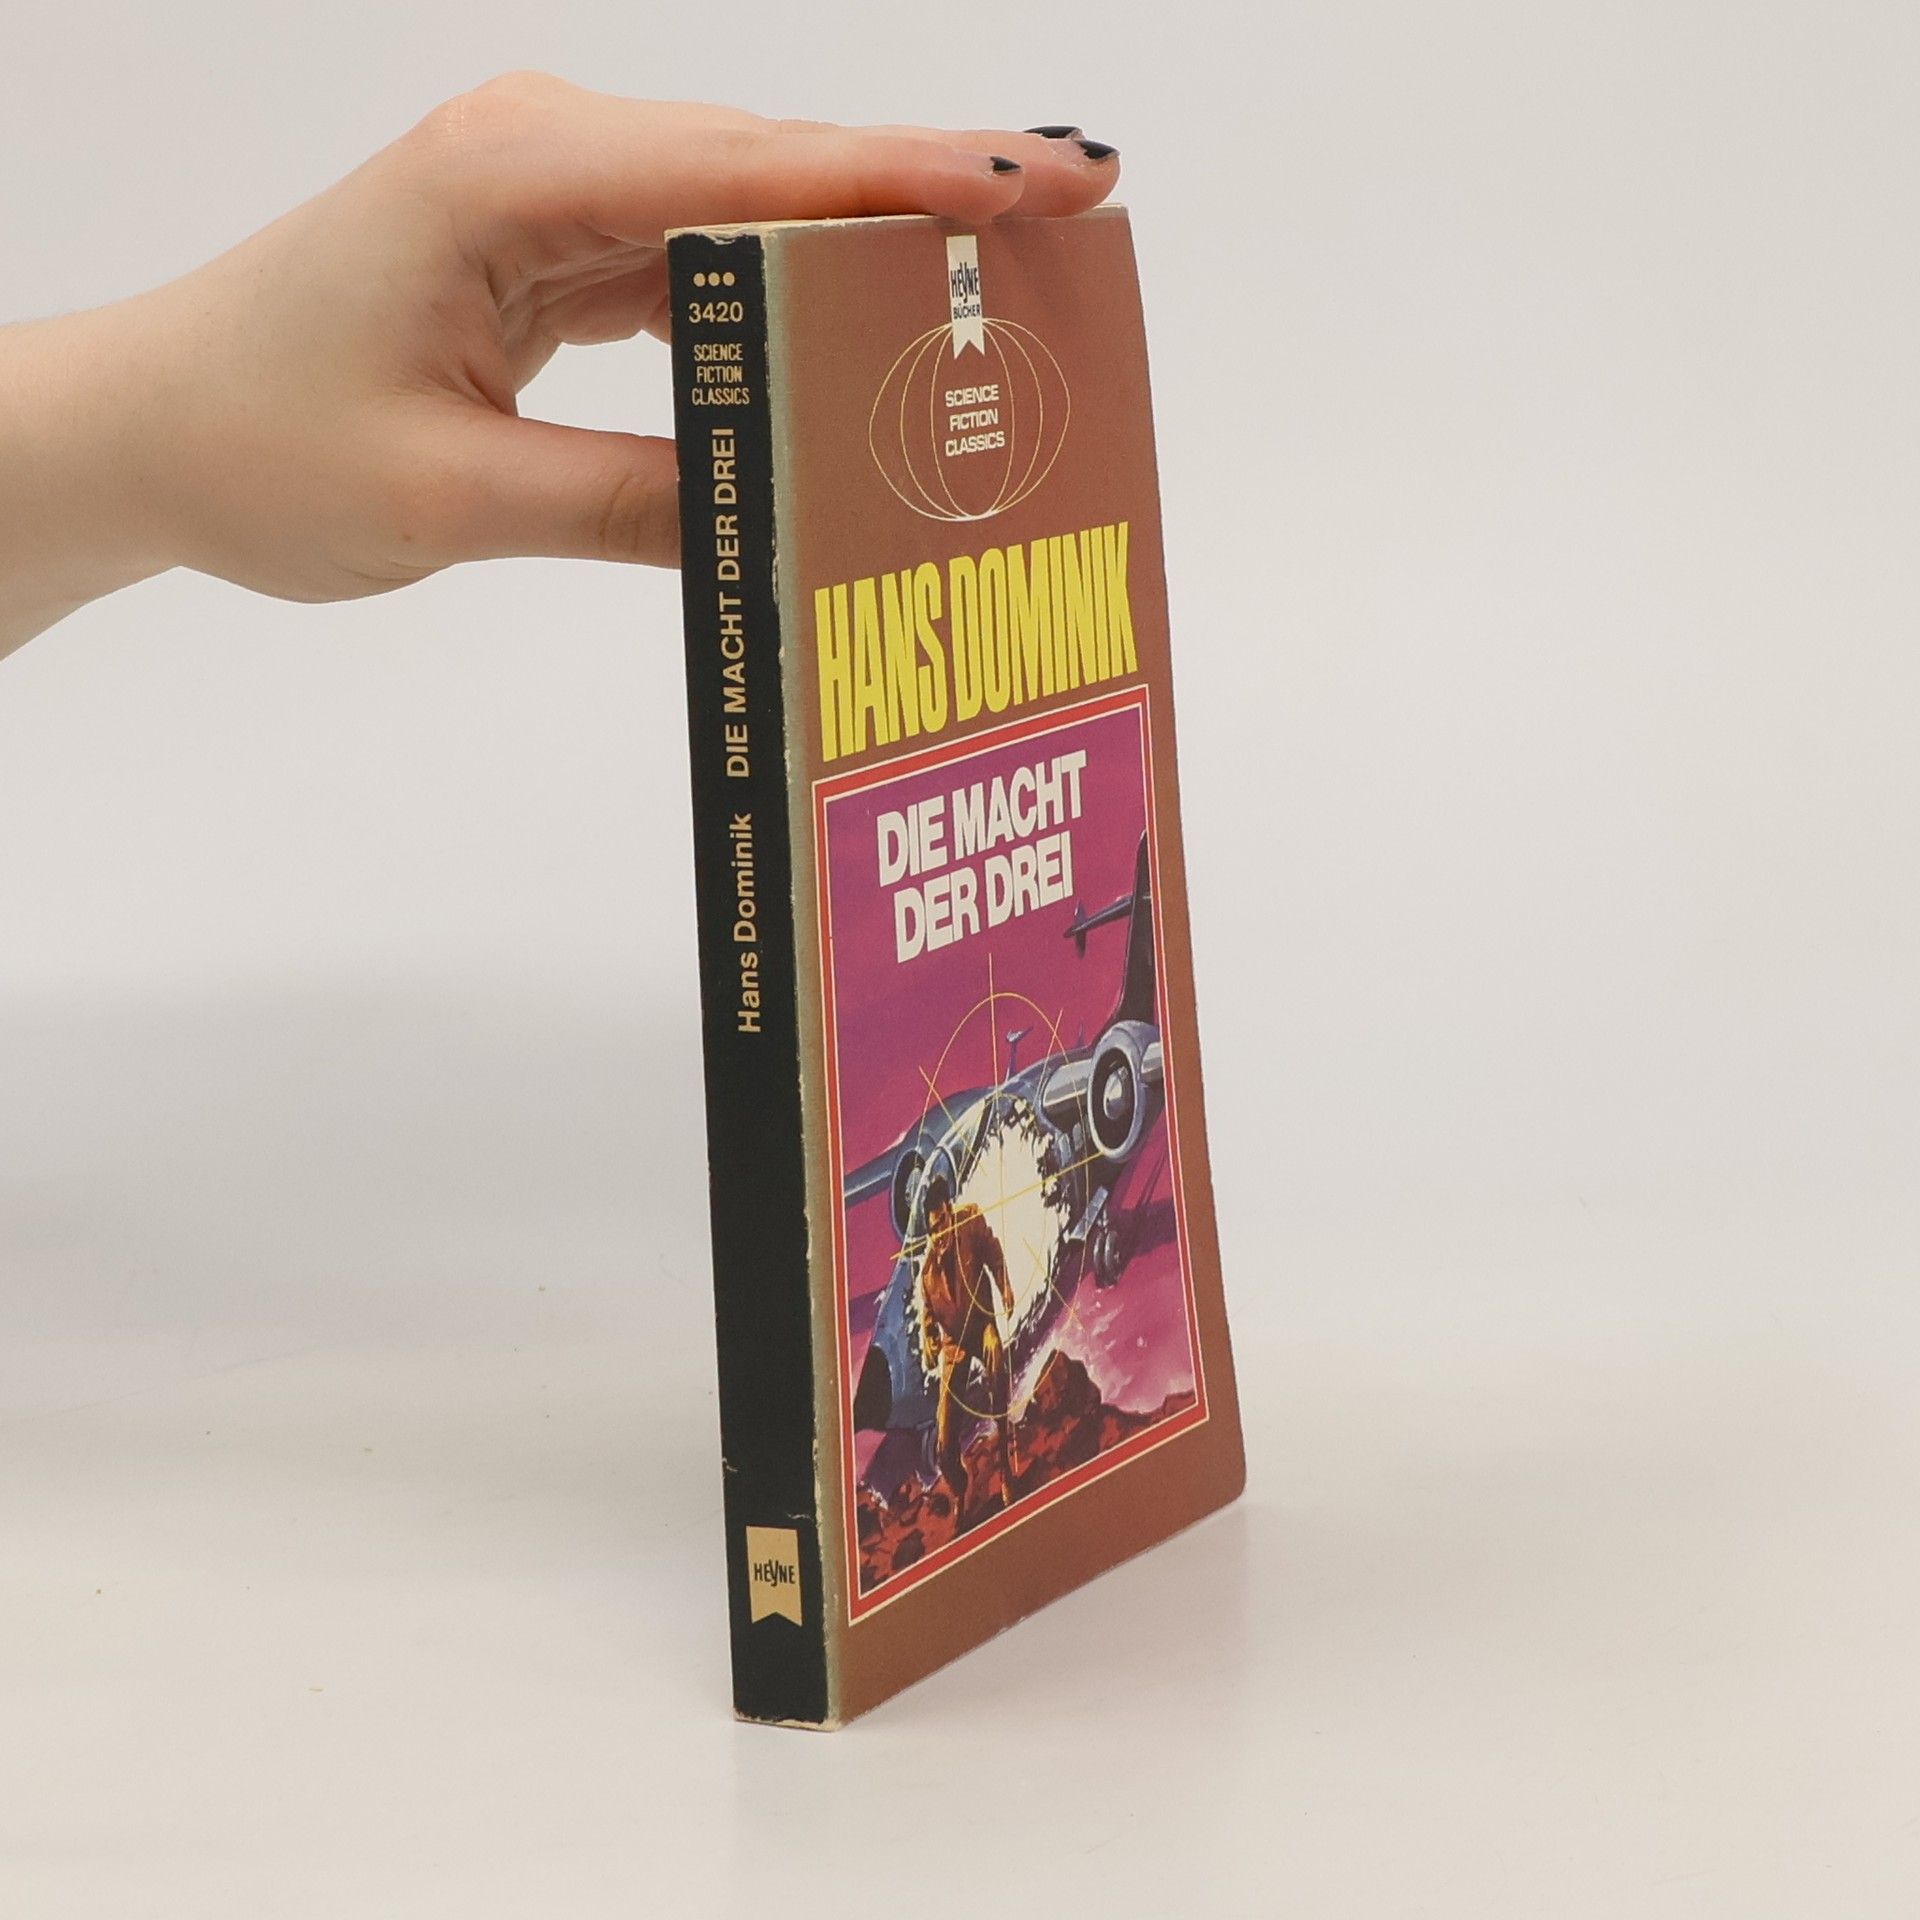 3420
SCIENCE
FICTION
CLASSICS
Hans Dominik DIE MACHT DER DREI
HEYNE
HEYNE
BÜCHER
SCIENCE
FICTION
CLASSICS
HANS DOMINIK
DIE MACHT
DER DREI